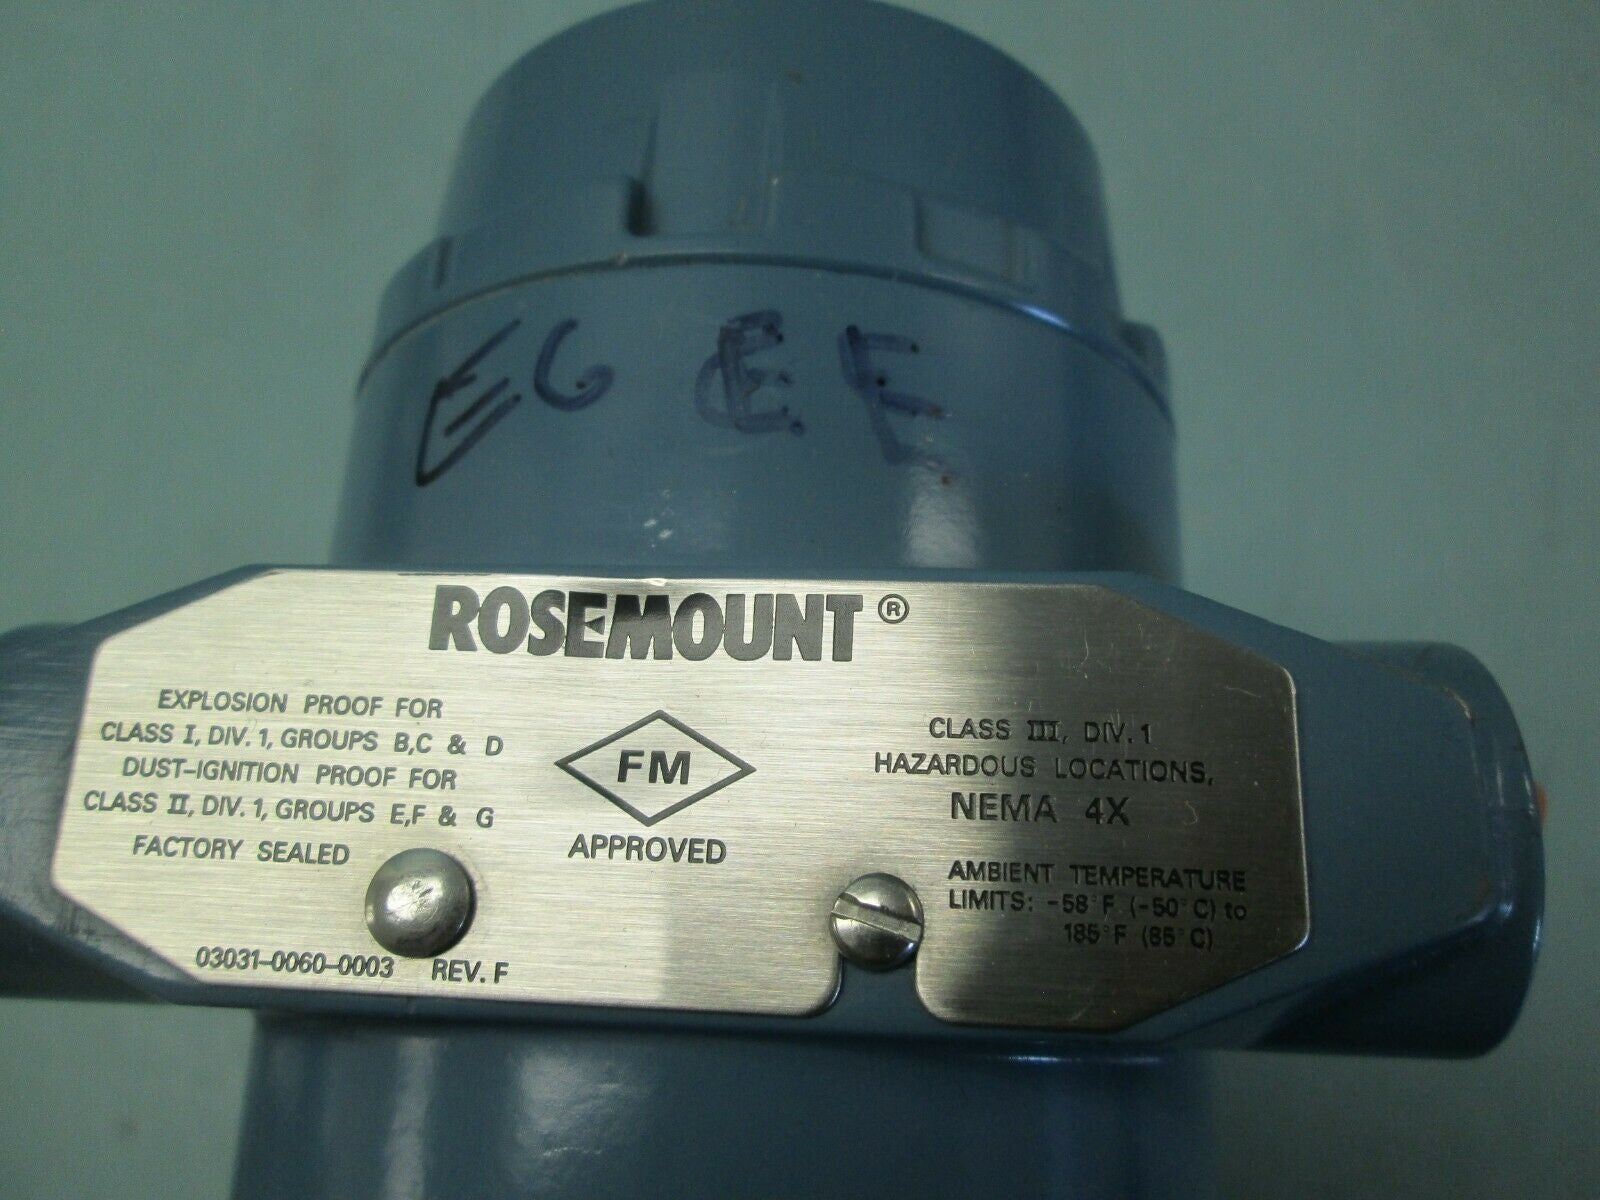 ROSEMOUNT®
EXPLOSION PROOF FOR
CLASS I, DIV. 1, GROUPS B,C & D
DUST-IGNITION PROOF FOR
CLASS II, DIV. 1, GROUPS E,F & G
FACTORY SEALED
03031-0060-0003 REV. F
FM
APPROVED
CLASS III, DIV. 1
HAZARDOUS LOCATIONS,
NEMA 4X
AMBIENT TEMPERATURE
LIMITS: -58°F (-50°C) to
185°F (85°C)